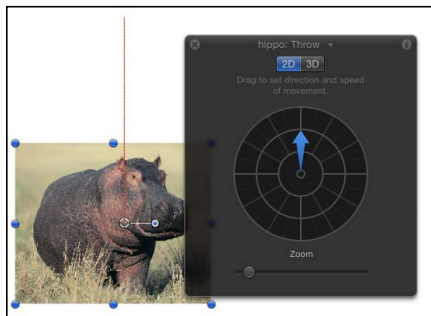 hippo: Throw
2D 3D
Drag to set direction and speed
of movement.
Zoom